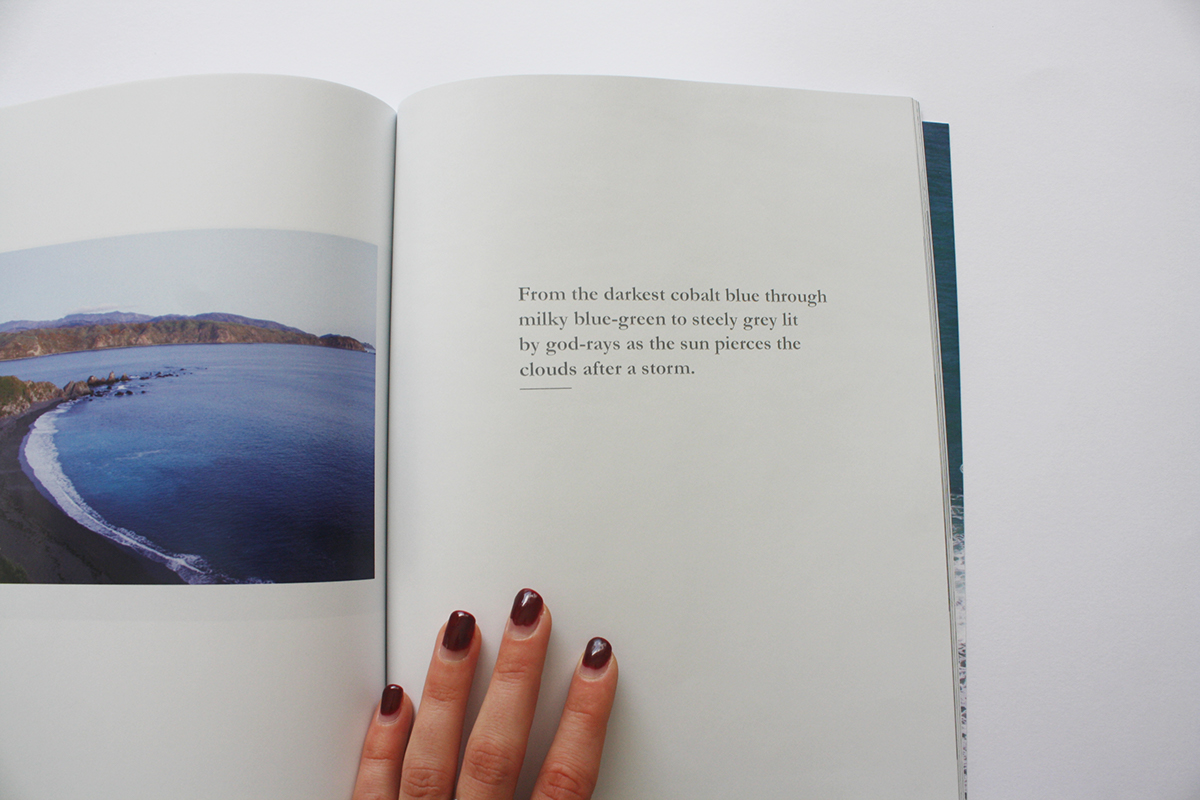 From the darkest cobalt blue through
milky blue-green to steely grey lit
by god-rays as the sun pierces the
clouds after a storm.